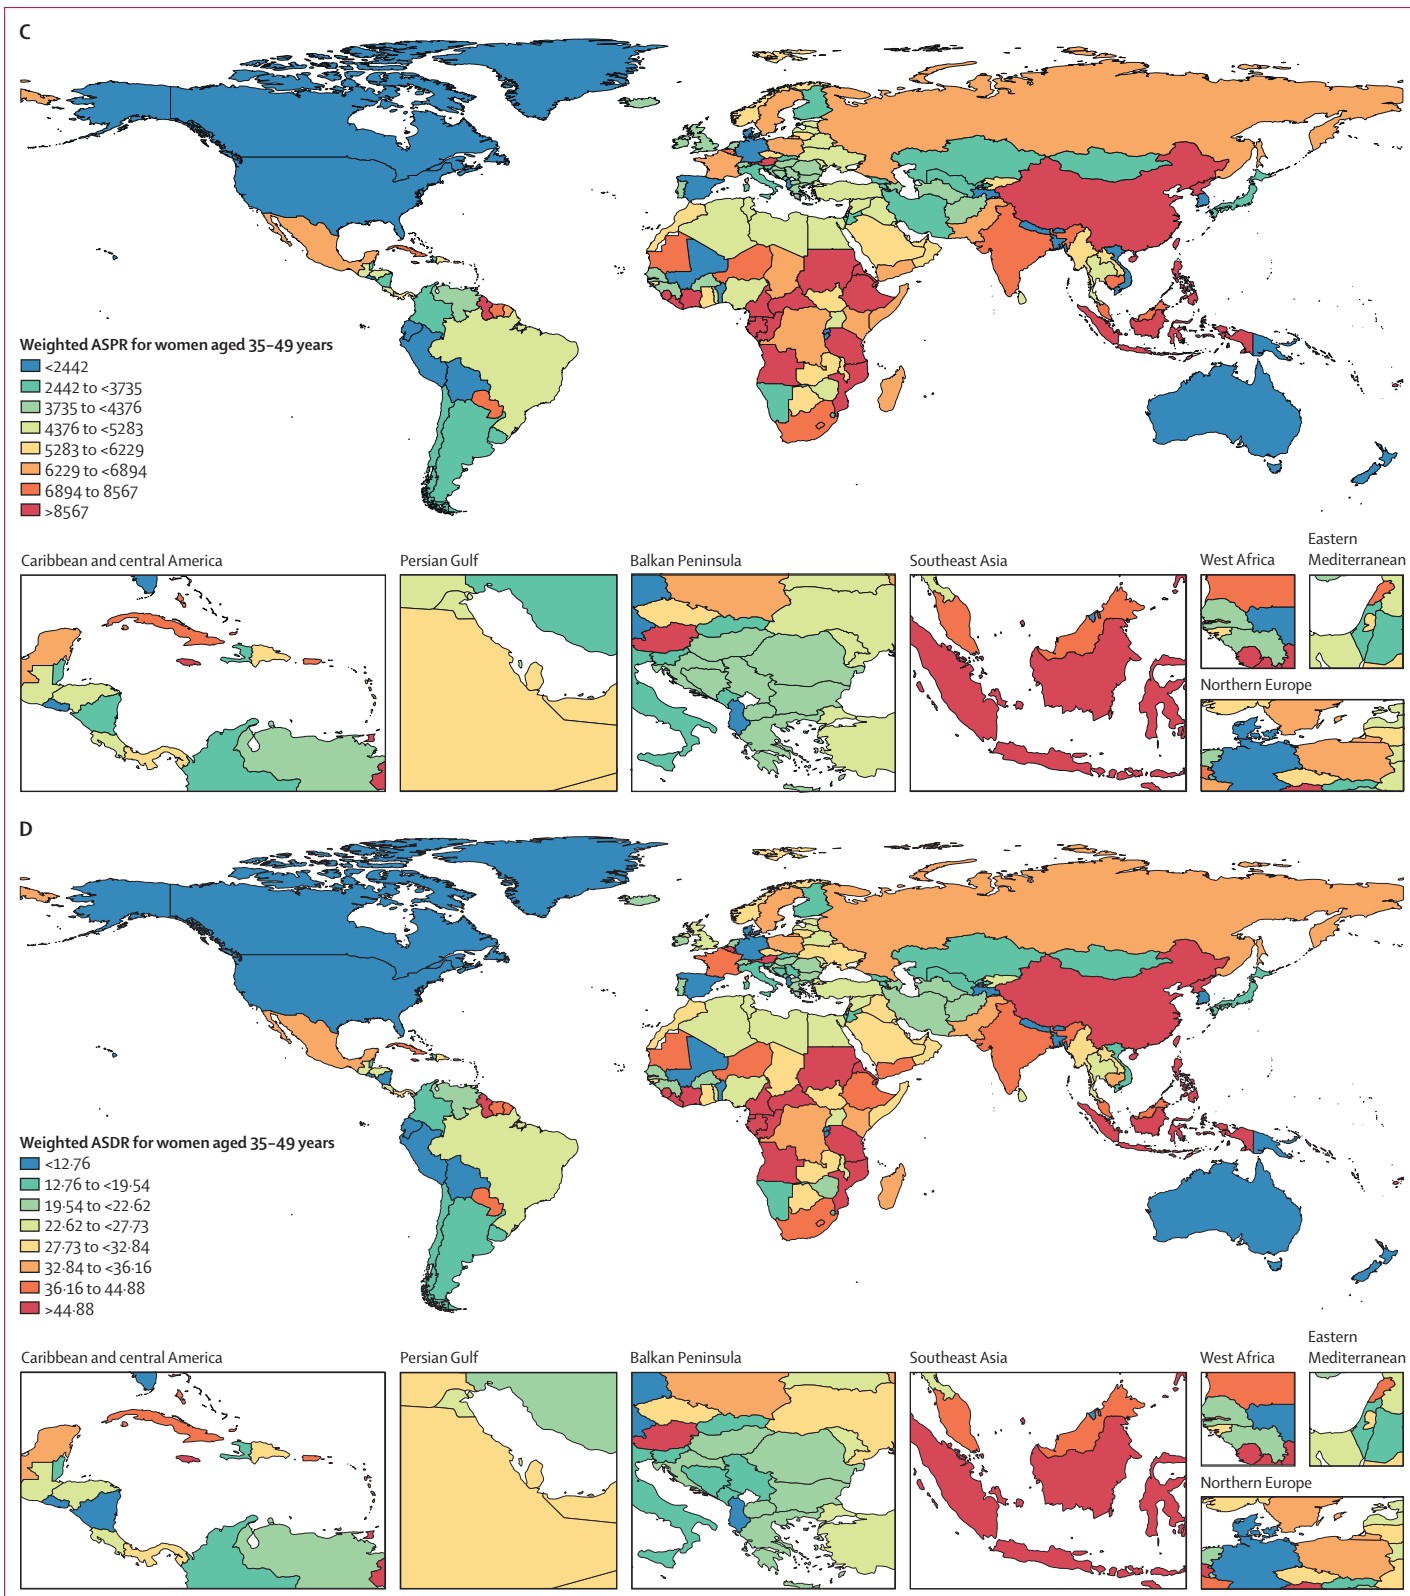 C
Weighted ASPR for women aged 35–49 years
<2442
2442 to <3735
3735 to <4376
4376 to <5283
5283 to <6229
6229 to <6894
6894 to 8567
>8567
Caribbean and central America
Persian Gulf
Balkan Peninsula
Southeast Asia
West Africa
Eastern
Mediterranean
Northern Europe
D
Weighted ASDR for women aged 35–49 years
<12·76
12·76 to <19·54
19·54 to <22·62
22·62 to <27·73
27·73 to <32·84
32·84 to <36·16
36·16 to 44·88
>44·88
Caribbean and central America
Persian Gulf
Balkan Peninsula
Southeast Asia
West Africa
Eastern
Mediterranean
Northern Europe